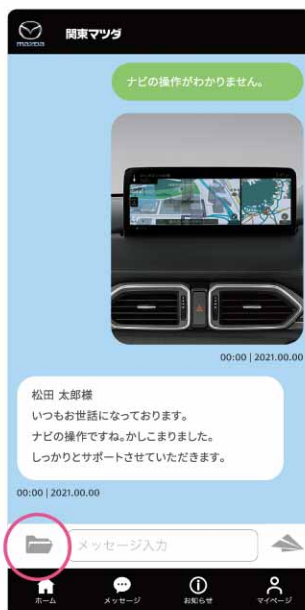 mazda
関東マツダ
ナビの操作がわかりません。
00:00 | 2021.00.00
松田 太郎様
いつもお世話になっております。
ナビの操作ですね。かしこまりました。
しっかりとサポートさせていただきます。
00:00 | 2021.00.00
メッセージ入力
ホーム
メッセージ
お知らせ
マイページ